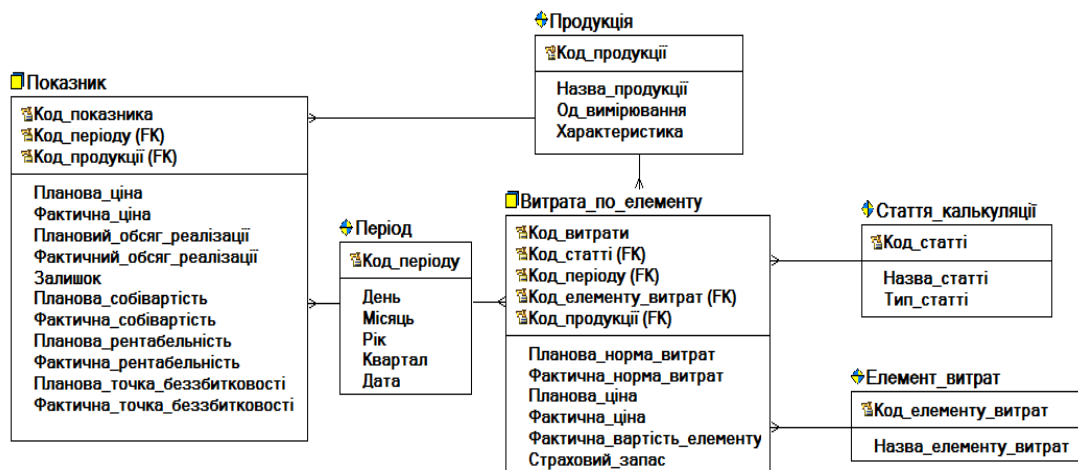 Продукція
Код_продукції
Назва_продукції
Од_вимірювання
Характеристика
Показник
Код_показника
Код_періоду (FK)
Код_продукції (FK)
Планова_ціна
Фактична_ціна
Плановий_обсяг_реалізації
Фактичний_обсяг_реалізації
Залишок
Планова_собівартість
Фактична_собівартість
Планова_рентабельність
Фактична_рентабельність
Планова_точка_беззбитковості
Фактична_точка_беззбитковості
Період
Код_періоду
День
Місяць
Рік
Квартал
Дата
Витрата_по_елементу
Код_витрати
Код_статті (FK)
Код_періоду (FK)
Код_елементу_витрат (FK)
Код_продукції (FK)
Планова_норма_витрат
Фактична_норма_витрат
Планова_ціна
Фактична_ціна
Фактична_вартість_елементу
Страховий_запас
Стаття_калькуляції
Код_статті
Назва_статті
Тип_статті
Елемент_витрат
Код_елементу_витрат
Назва_елементу_витрат